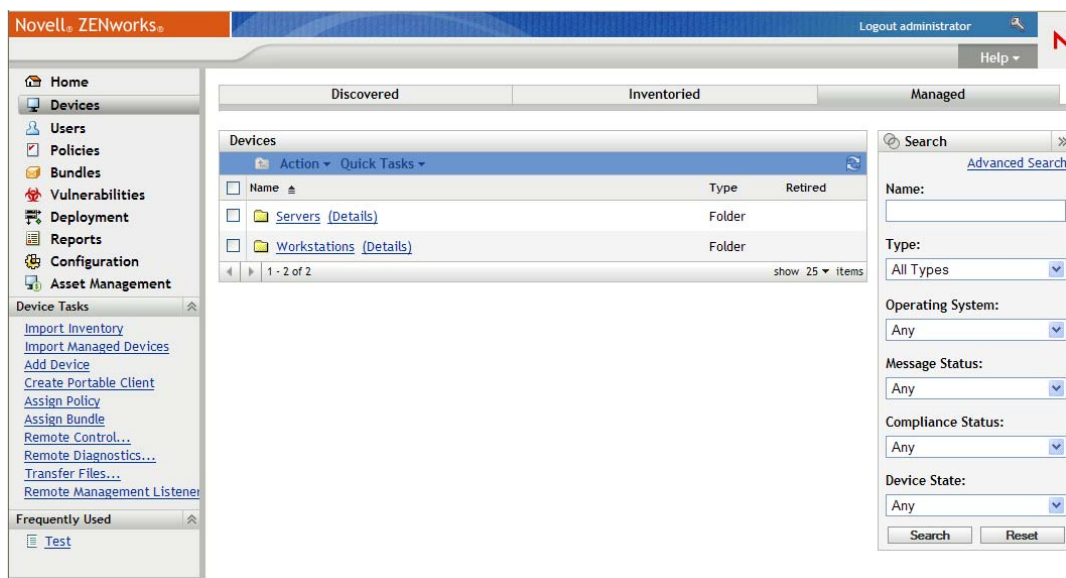 Novell® ZENworks®
Logout administrator
Help
Home
Devices
Users
Policies
Bundles
Vulnerabilities
Deployment
Reports
Configuration
Asset Management
Device Tasks
Import Inventory
Import Managed Devices
Add Device
Create Portable Client
Assign Policy
Assign Bundle
Remote Control...
Remote Diagnostics...
Transfer Files...
Remote Management Listener
Frequently Used
Test
Discovered Inventoried Managed
Devices
Action Quick Tasks
Name Type Retired
Servers (Details) Folder
Workstations (Details) Folder
1 - 2 of 2 show 25 items
Search
Advanced Search
Name:
Type:
All Types
Operating System:
Any
Message Status:
Any
Compliance Status:
Any
Device State:
Any
Search Reset